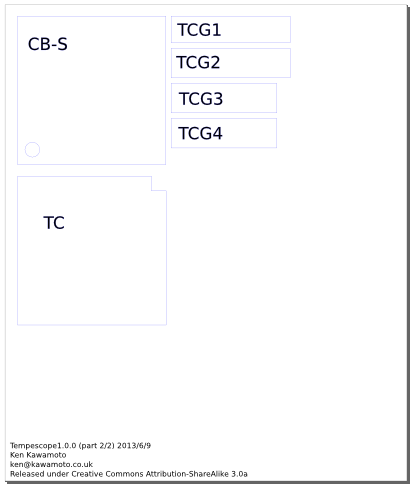 CB-S
TCG1
TCG2
TCG3
TCG4
TC
Tempescope1.0.0 (part 2/2) 2013/6/9
Ken Kawamoto
ken@kawamoto.co.uk
Released under Creative Commons Attribution-ShareAlike 3.0a